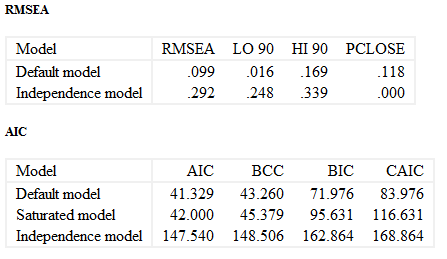 RMSEA
Model RMSEA LO 90 HI 90 PCLOSE
Default model .099 .016 .169 .118
Independence model .292 .248 .339 .000
AIC
Model AIC BCC BIC CAIC
Default model 41.329 43.260 71.976 83.976
Saturated model 42.000 45.379 95.631 116.631
Independence model 147.540 148.506 162.864 168.864